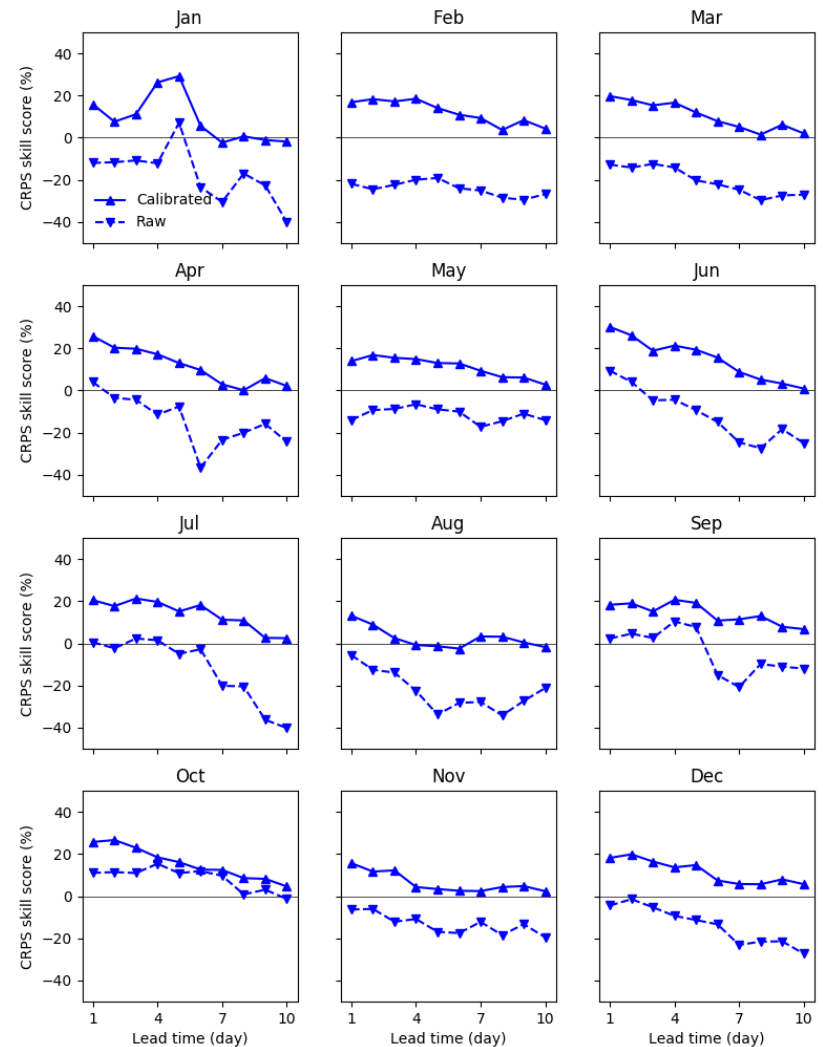 Jan Feb Mar
CRPS skill score (%)
40
20
0
−20
−40
Calibrated
Raw
Apr May Jun
CRPS skill score (%)
40
20
0
−20
−40
Jul Aug Sep
CRPS skill score (%)
40
20
0
−20
−40
Oct Nov Dec
CRPS skill score (%)
40
20
0
−20
−40
1 4 7 10 1 4 7 10 1 4 7 10
Lead time (day) Lead time (day) Lead time (day)